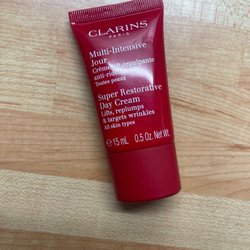 CLARINS
PARIS
Multi-Intensive
Jour
Crème
repulpante
anti-rides
Toutes peaux
Super Restorative
Day Cream
Lifts, replumps
& targets wrinkles
All skin types
15 mL 0.5 Oz. Net Wt.